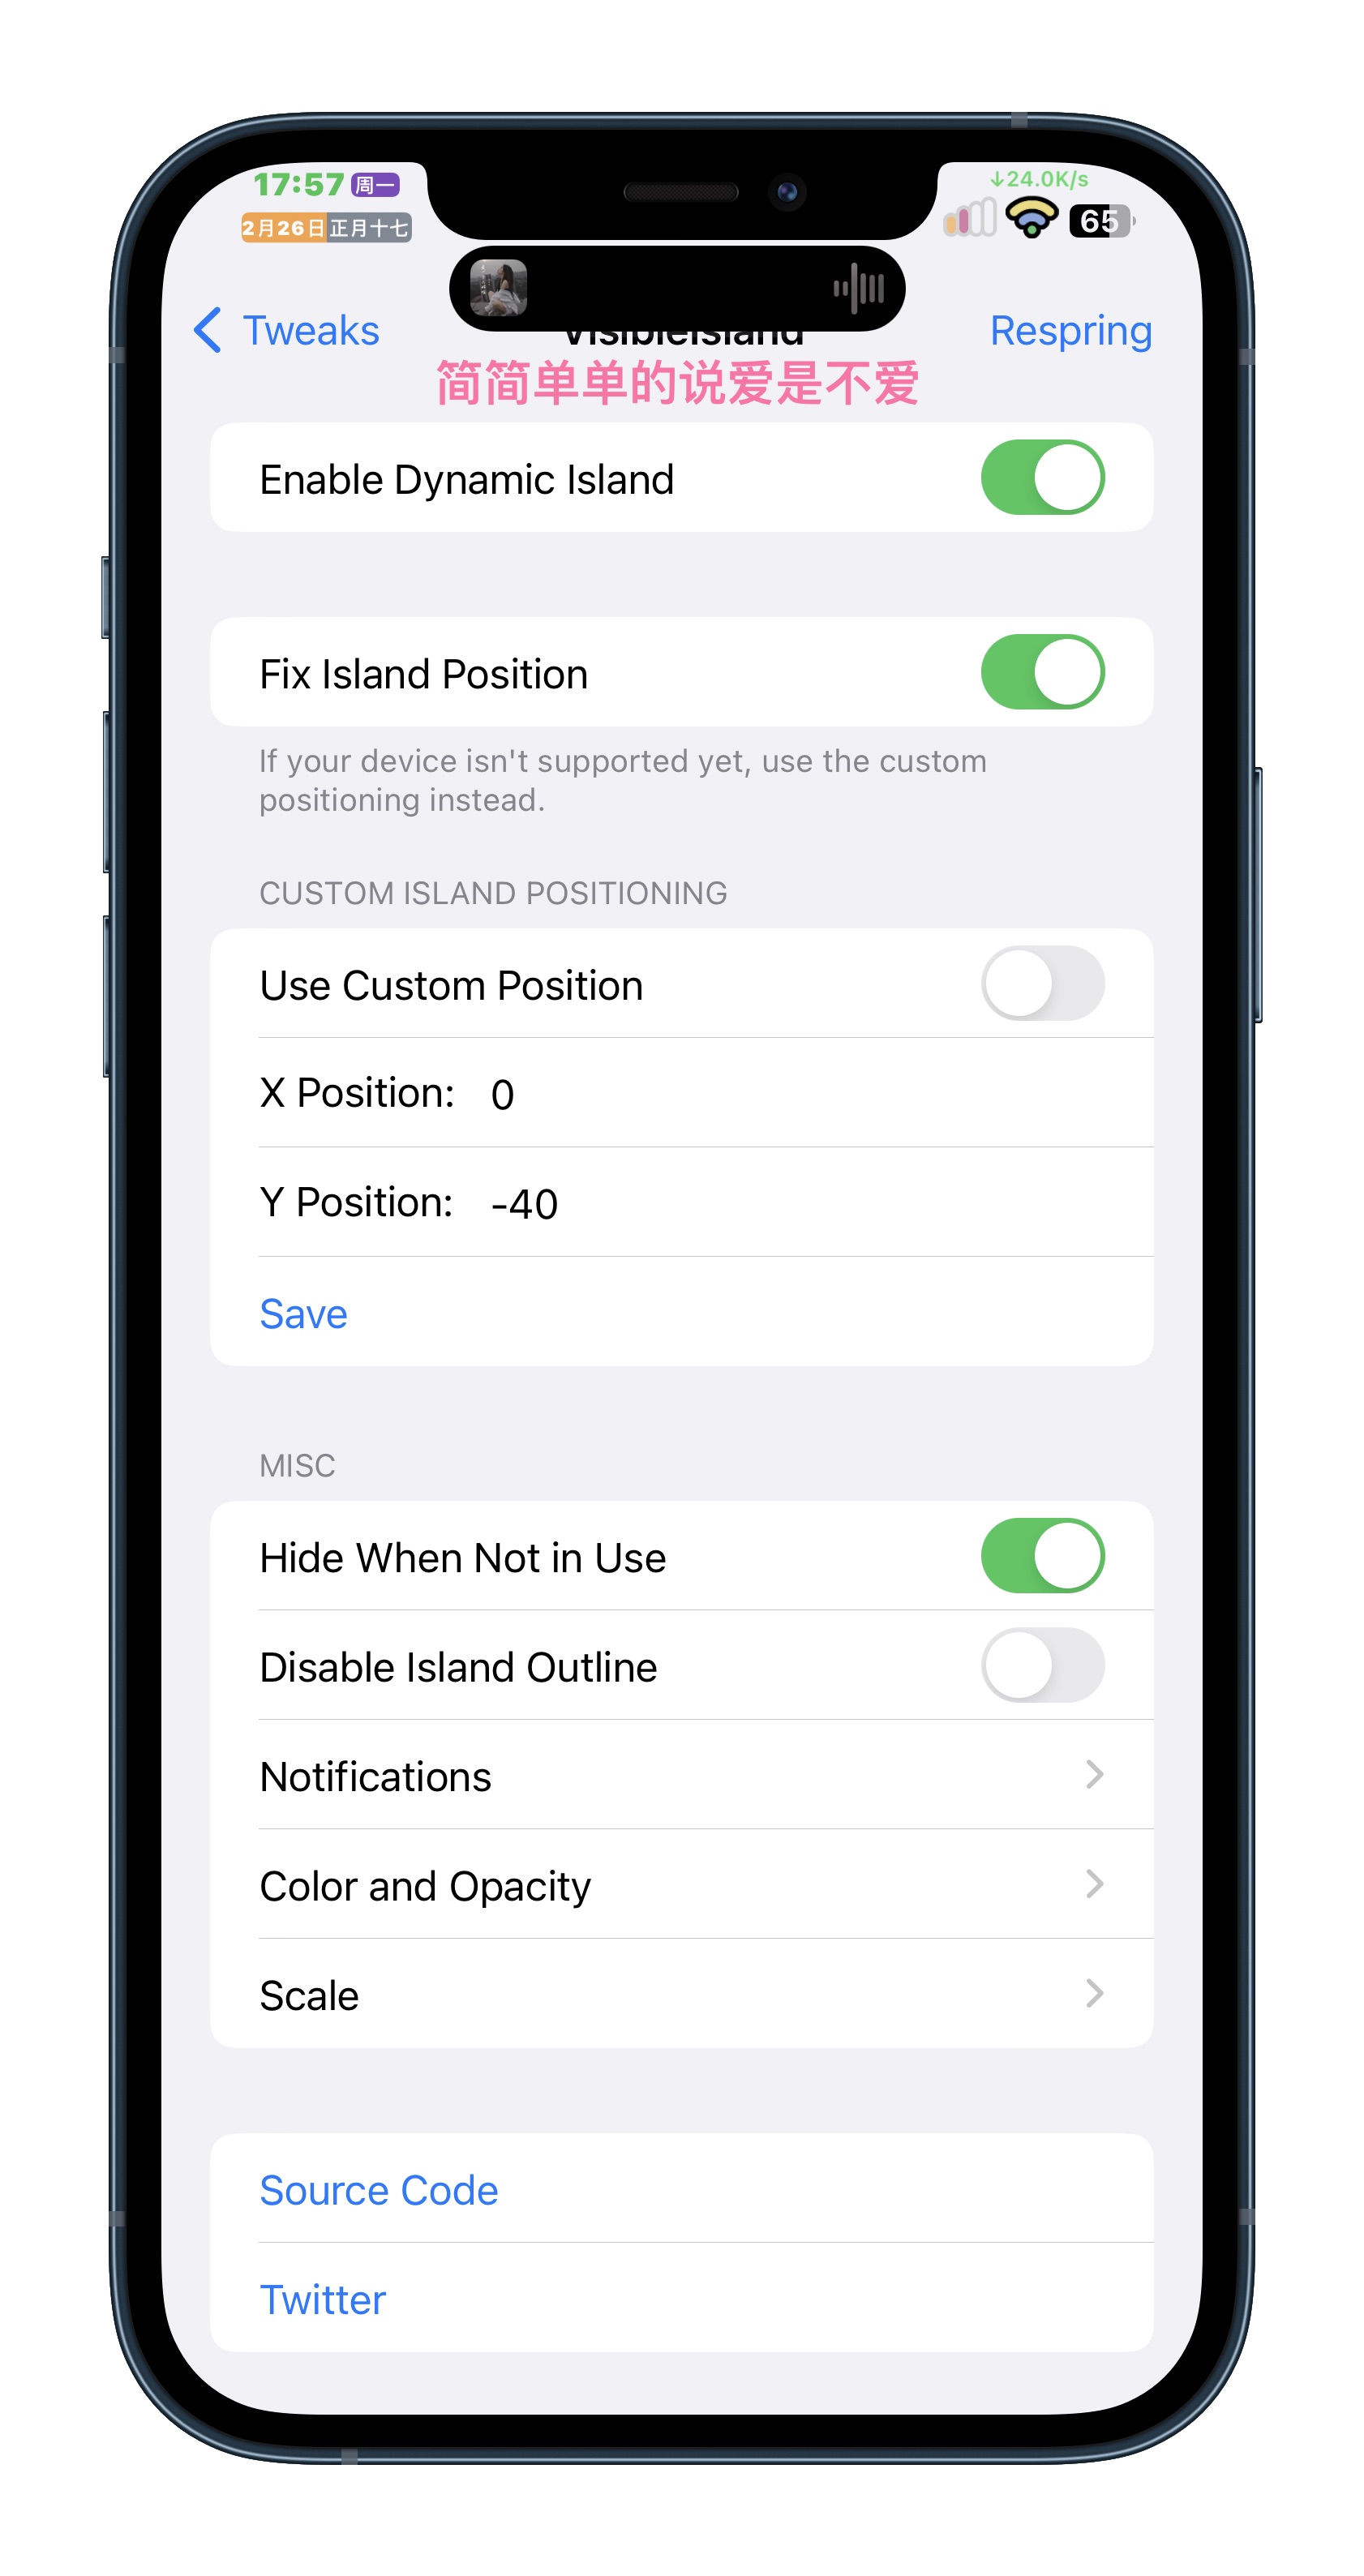 17:57 周一
2月26日 正月十七
↓24.0K/s
65
Tweaks
VisibleIsland
Respring
简简单单的说爱是不爱
Enable Dynamic Island
Fix Island Position
If your device isn't supported yet, use the custom
positioning instead.
CUSTOM ISLAND POSITIONING
Use Custom Position
X Position: 0
Y Position: -40
Save
MISC
Hide When Not in Use
Disable Island Outline
Notifications
Color and Opacity
Scale
Source Code
Twitter